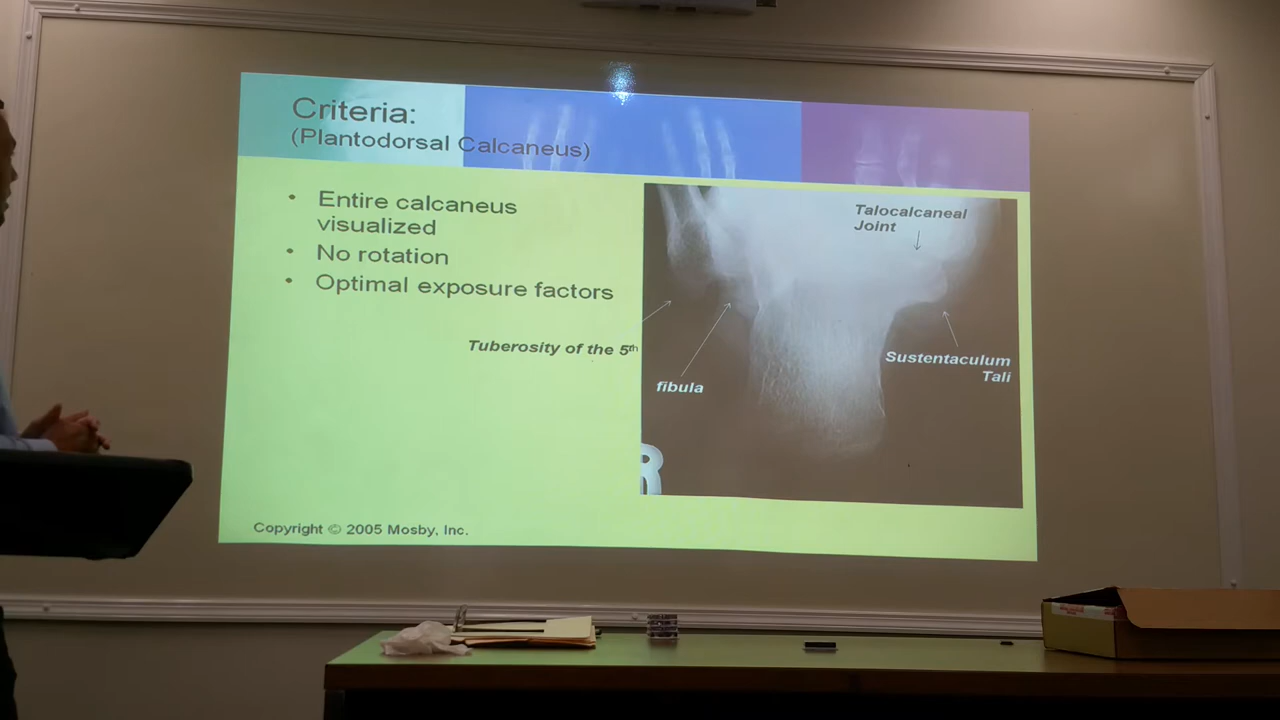 Criteria:
(Plantodorsal Calcaneus)
• Entire calcaneus
visualized
• No rotation
• Optimal exposure factors
Talocalcaneal
Joint
Tuberosity of the 5th
fibula
Sustentaculum
Tali
R
Copyright © 2005 Mosby, Inc.